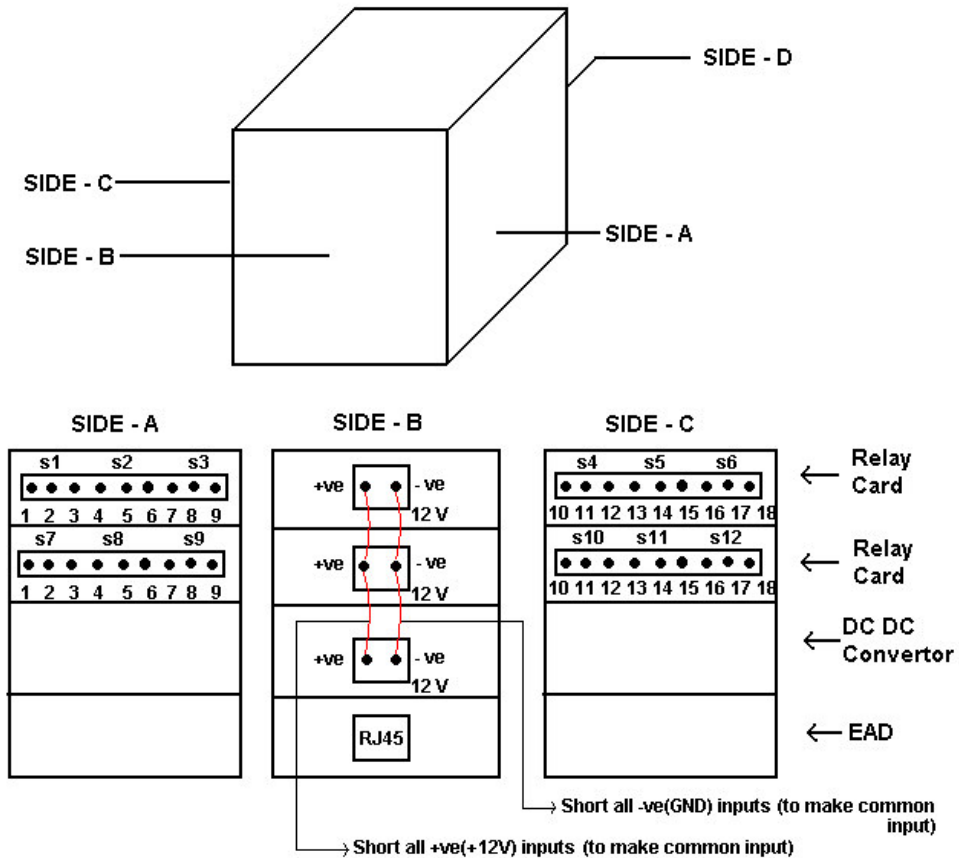 SIDE - D
SIDE - C
SIDE - A
SIDE - B
SIDE - A
SIDE - B
SIDE - C
s1 s2 s3
1 2 3 4 5 6 7 8 9
s7 s8 s9
1 2 3 4 5 6 7 8 9
+ve - ve
12 V
+ve - ve
12 V
+ve - ve
12 V
RJ45
s4 s5 s6
10 11 12 13 14 15 16 17 18
s10 s11 s12
10 11 12 13 14 15 16 17 18
Relay
Card
Relay
Card
DC DC
Convertor
EAD
Short all -ve(GND) inputs (to make common
input)
Short all +ve(+12V) inputs (to make common input)